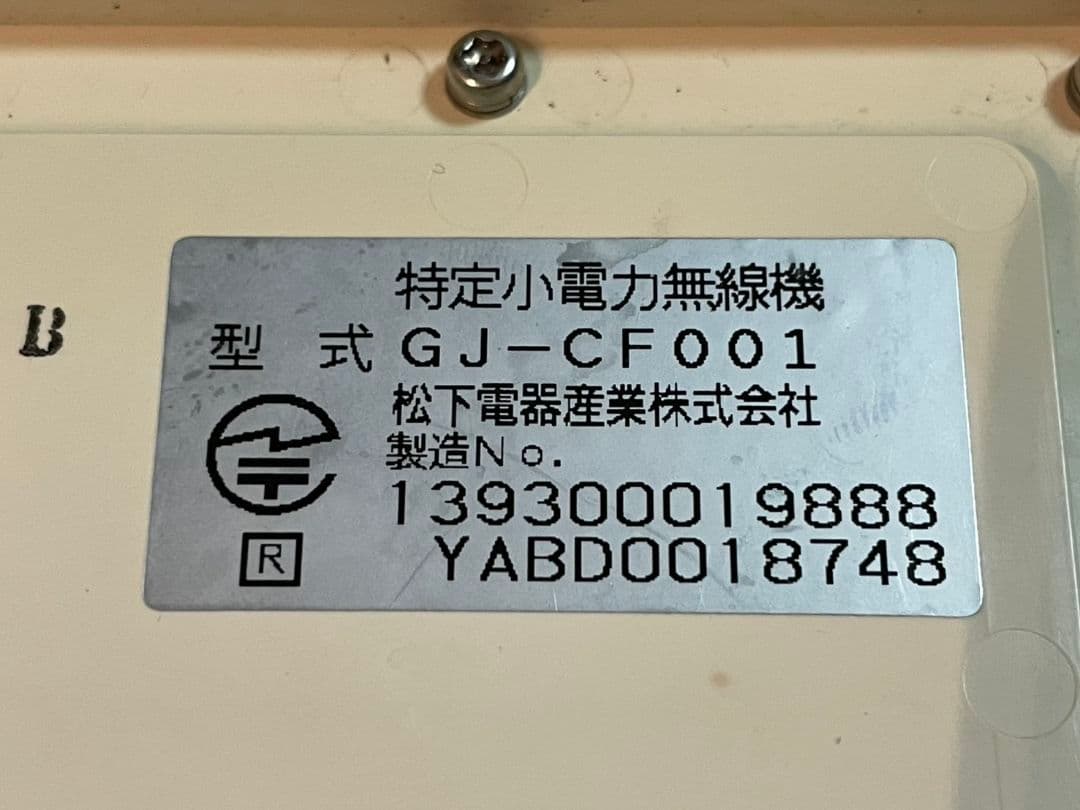 特定小電力無線機
型 式 GJ-CF001
松下電器産業株式会社
製造No.
139300019888
R YABD0018748
B